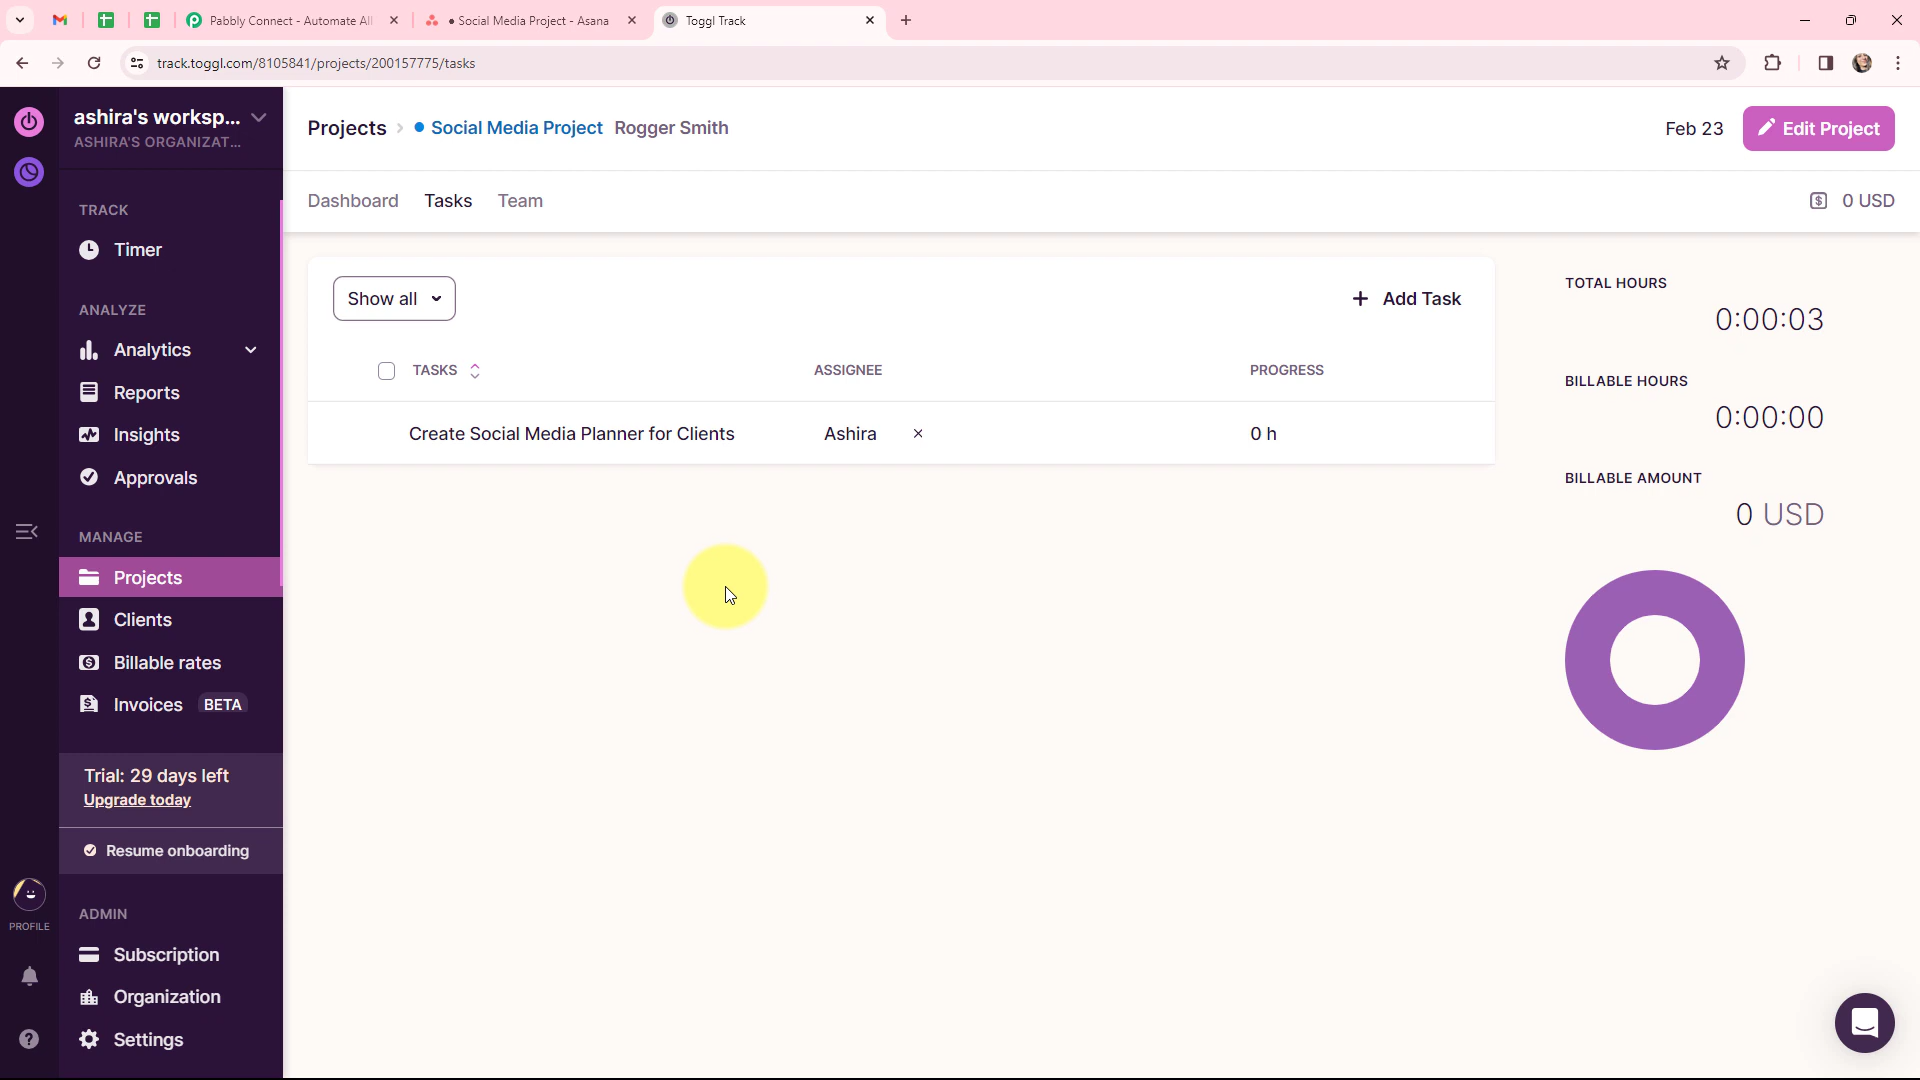 Pabbly Connect - Automate All
Social Media Project - Asana
Toggl Track
track.toggl.com/8105841/projects/200157775/tasks
ashira's worksp...
ASHIRA'S ORGANIZAT...
TRACK
Timer
ANALYZE
Analytics
Reports
Insights
Approvals
MANAGE
Projects
Clients
Billable rates
Invoices BETA
Trial: 29 days left
Upgrade today
Resume onboarding
PROFILE
ADMIN
Subscription
Organization
Settings
Projects › • Social Media Project Rogger Smith
Feb 23
Edit Project
Dashboard Tasks Team
0 USD
Show all
+ Add Task
TASKS ASSIGNEE PROGRESS
Create Social Media Planner for Clients Ashira × 0 h
TOTAL HOURS
0:00:03
BILLABLE HOURS
0:00:00
BILLABLE AMOUNT
0 USD